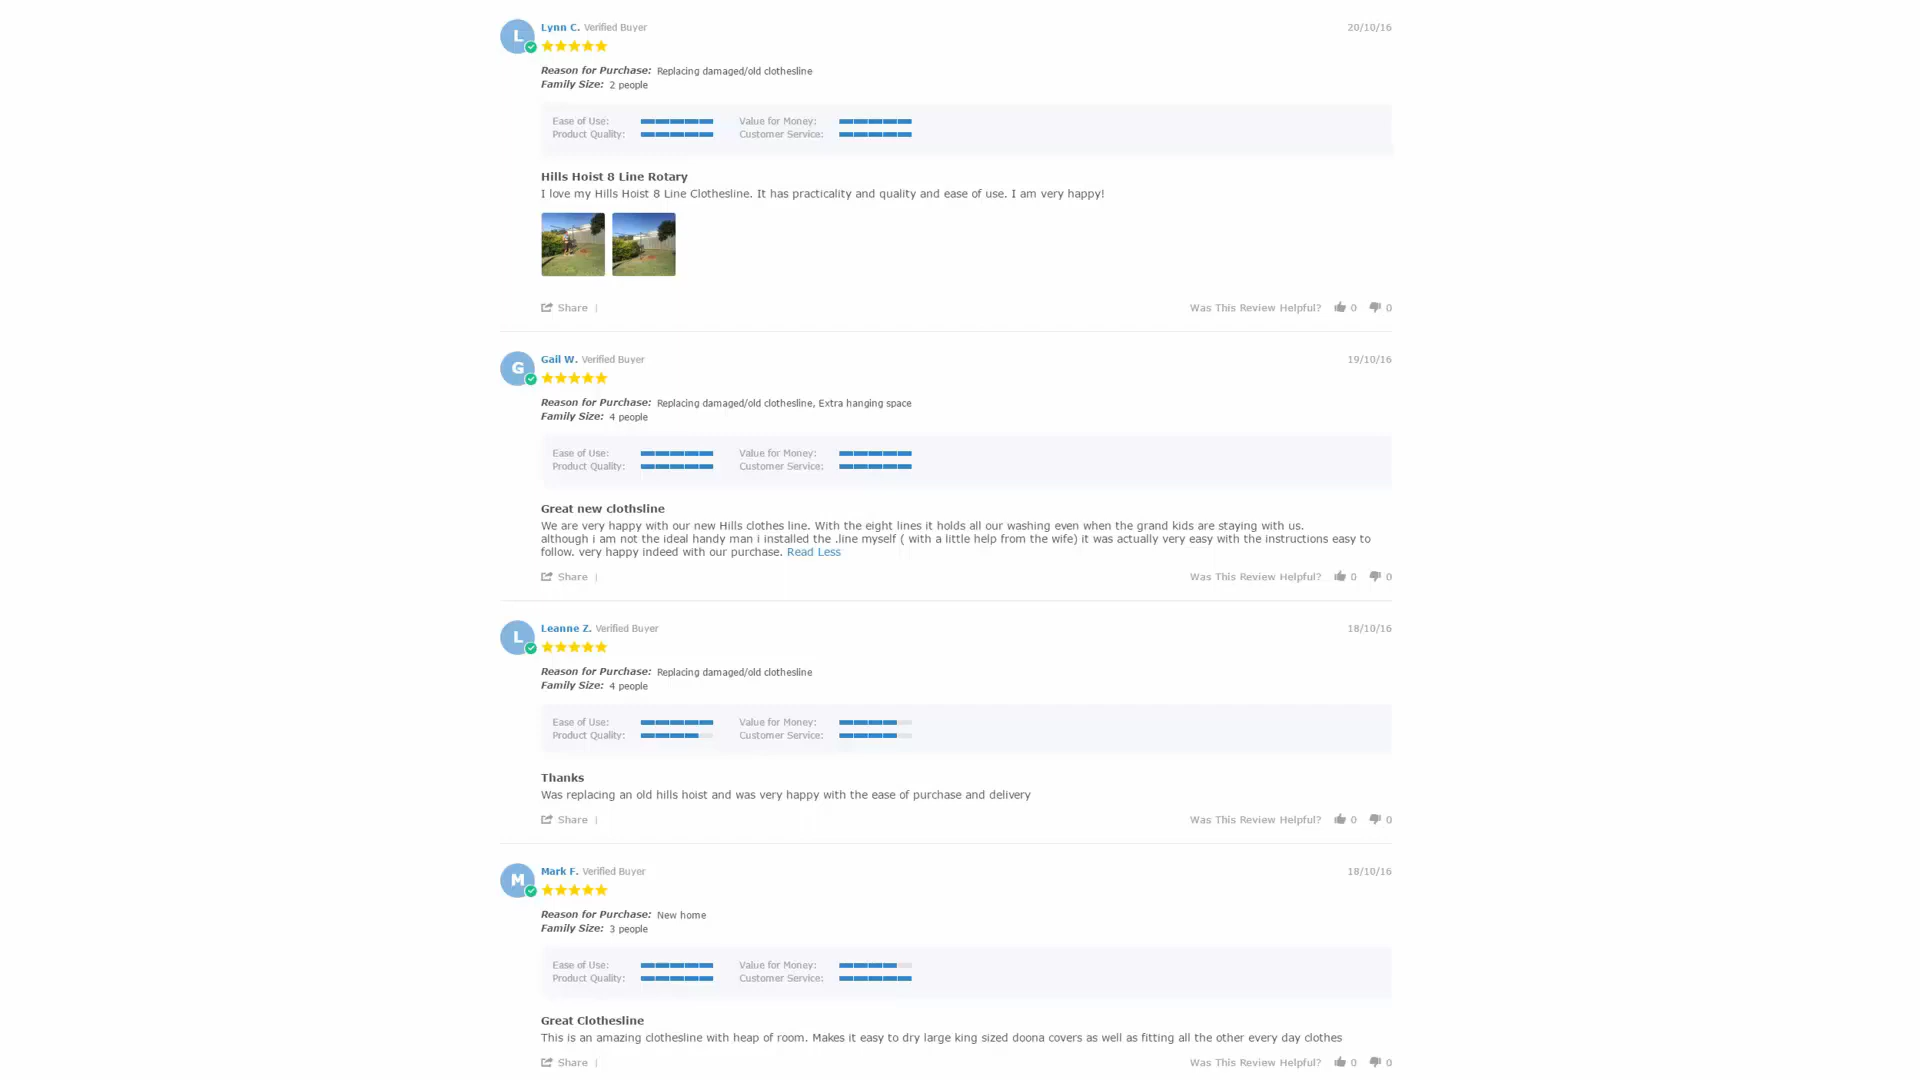 L
Lynn C. Verified Buyer
20/10/16
Reason for Purchase: Replacing damaged/old clothesline
Family Size: 2 people
Ease of Use: Value for Money:
Product Quality: Customer Service:
Hills Hoist 8 Line Rotary
I love my Hills Hoist 8 Line Clothesline. It has practicality and quality and ease of use. I am very happy!
Share | Was This Review Helpful? 0 0
G
Gail W. Verified Buyer
19/10/16
Reason for Purchase: Replacing damaged/old clothesline, Extra hanging space
Family Size: 4 people
Ease of Use: Value for Money:
Product Quality: Customer Service:
Great new clothsline
We are very happy with our new Hills clothes line. With the eight lines it holds all our washing even when the grand kids are staying with us.
although i am not the ideal handy man i installed the .line myself ( with a little help from the wife) it was actually very easy with the instructions easy to
follow. very happy indeed with our purchase. Read Less
Share | Was This Review Helpful? 0 0
L
Leanne Z. Verified Buyer
18/10/16
Reason for Purchase: Replacing damaged/old clothesline
Family Size: 4 people
Ease of Use: Value for Money:
Product Quality: Customer Service:
Thanks
Was replacing an old hills hoist and was very happy with the ease of purchase and delivery
Share | Was This Review Helpful? 0 0
M
Mark F. Verified Buyer
18/10/16
Reason for Purchase: New home
Family Size: 3 people
Ease of Use: Value for Money:
Product Quality: Customer Service:
Great Clothesline
This is an amazing clothesline with heap of room. Makes it easy to dry large king sized doona covers as well as fitting all the other every day clothes
Share | Was This Review Helpful? 0 0